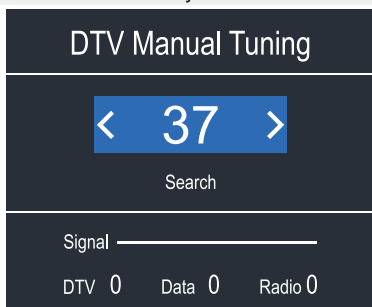 DTV Manual Tuning
< 37 >
Search
Signal
DTV 0 Data 0 Radio 0